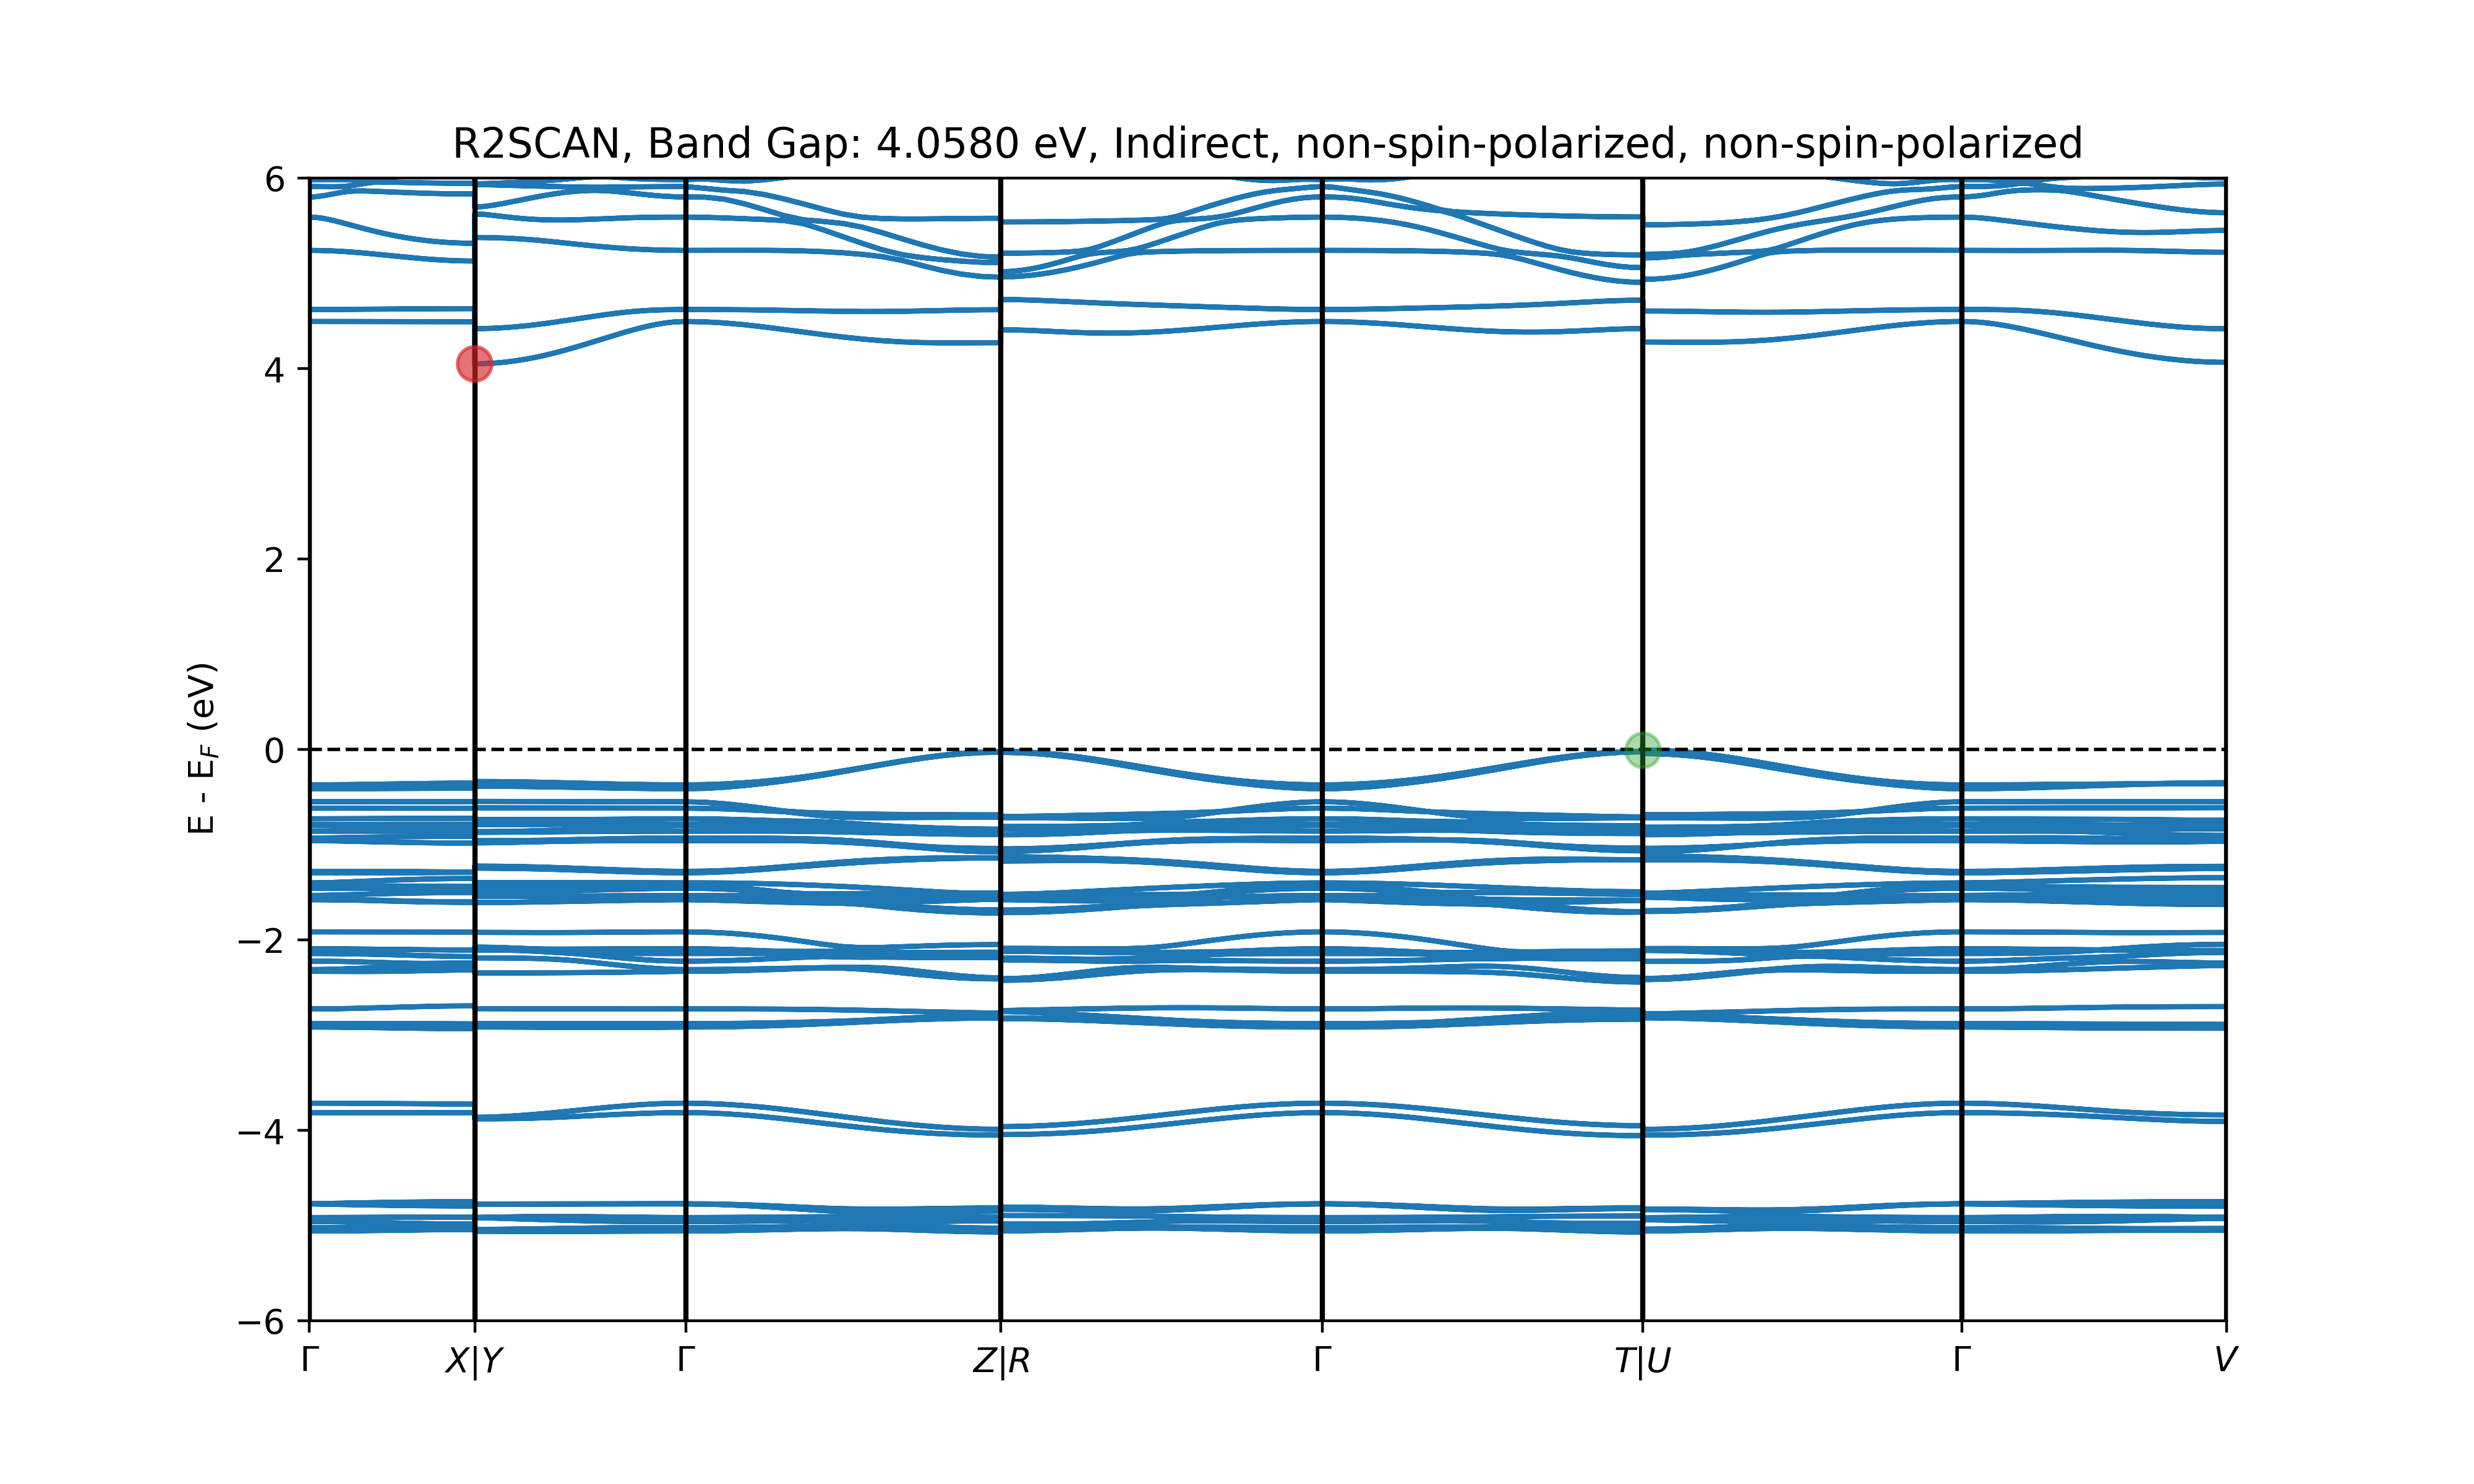 R2SCAN, Band Gap: 4.0580 eV, Indirect, non-spin-polarized, non-spin-polarized
E - E_F (eV)
6
4
2
0
−2
−4
−6
Γ X|Y Γ Z|R Γ T|U Γ V